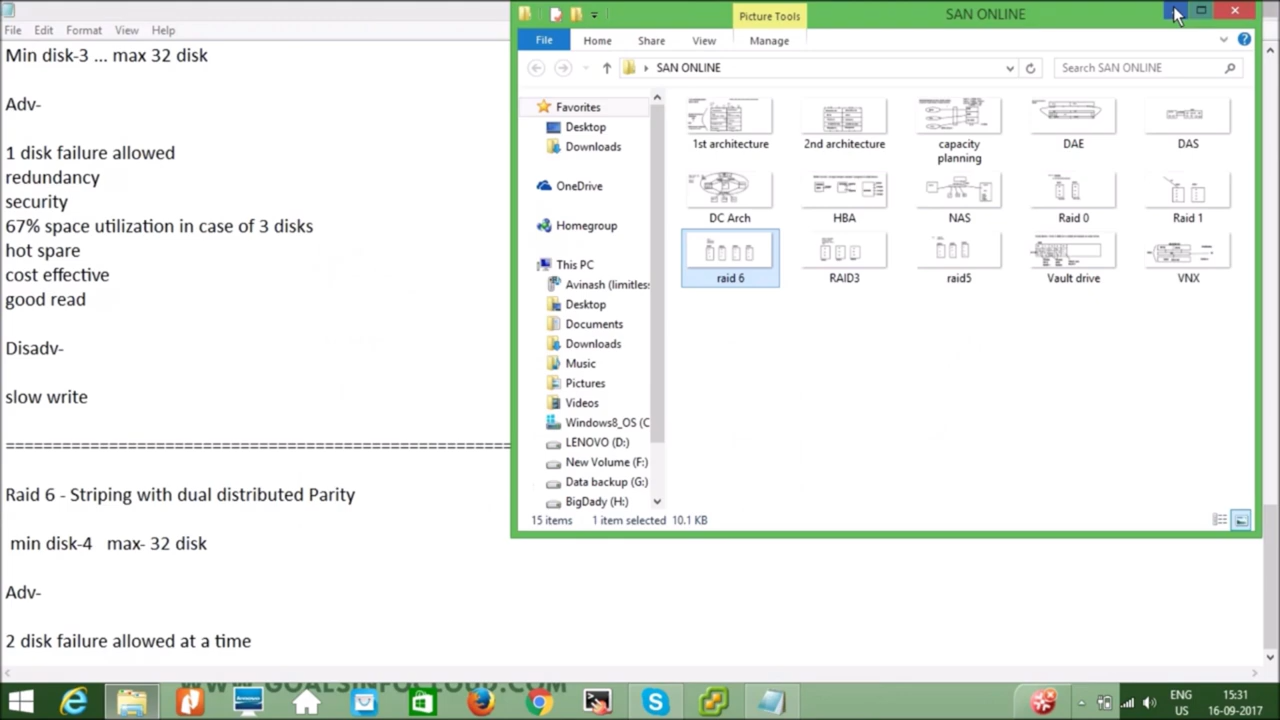 File Edit Format View Help
Min disk-3 ... max 32 disk
Adv-
1 disk failure allowed
redundancy
security
67% space utilization in case of 3 disks
hot spare
cost effective
good read
Disadv-
slow write
==================================================
Raid 6 - Striping with dual distributed Parity
min disk-4 max- 32 disk
Adv-
2 disk failure allowed at a time
Picture Tools
SAN ONLINE
File Home Share View Manage
SAN ONLINE
Search SAN ONLINE
Favorites
Desktop
Downloads
OneDrive
Homegroup
This PC
Avinash (limitles
Desktop
Documents
Downloads
Music
Pictures
Videos
Windows8_OS (C
LENOVO (D:)
New Volume (F:)
Data backup (G:)
BigDady (H:)
1st architecture
2nd architecture
capacity
planning
DAE
DAS
DC Arch
HBA
NAS
Raid 0
Raid 1
raid 6
RAID3
raid5
Vault drive
VNX
15 items 1 item selected 10.1 KB
WWW.GOALSINFOCLOUD.COM
ENG
US
15:31
16-09-2017